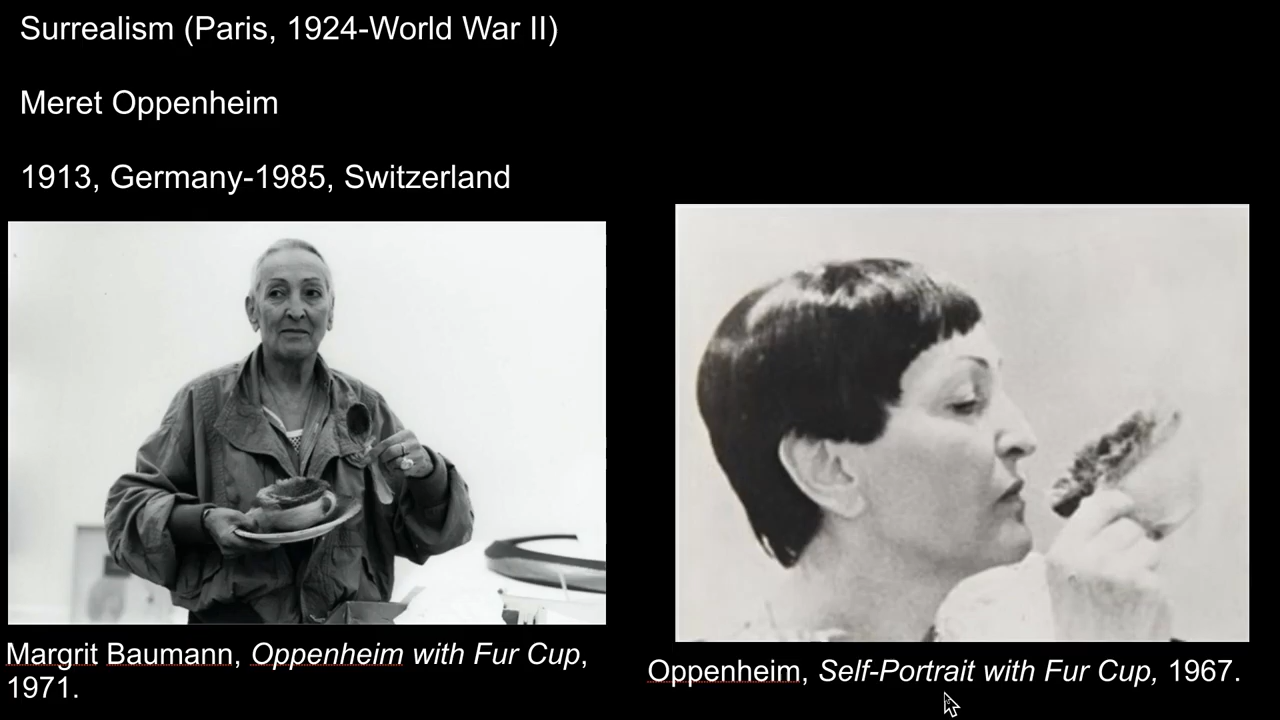 Surrealism (Paris, 1924-World War II)
Meret Oppenheim
1913, Germany-1985, Switzerland
Margrit Baumann, Oppenheim with Fur Cup,
1971.
Oppenheim, Self-Portrait with Fur Cup, 1967.